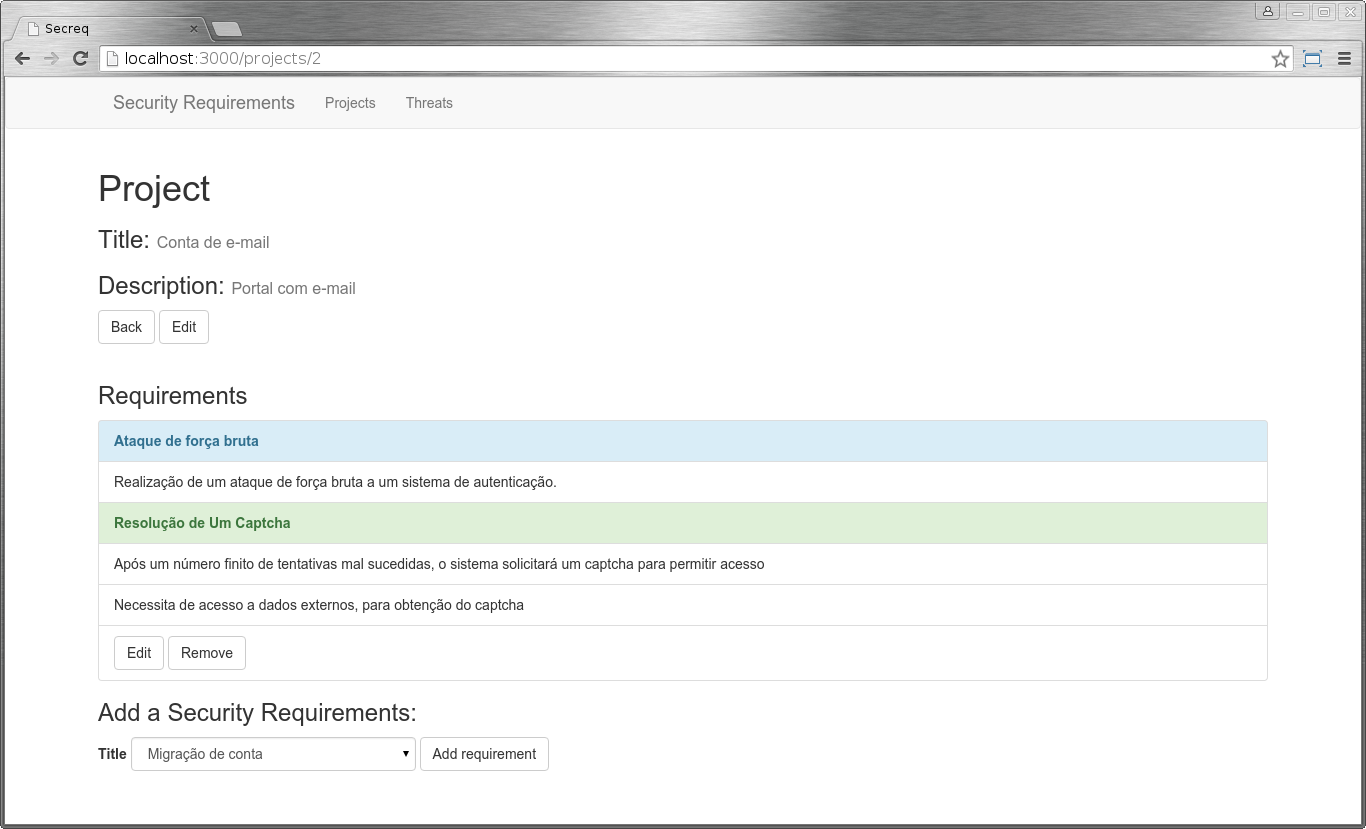 Secreq
localhost:3000/projects/2
Security Requirements Projects Threats
Project
Title: Conta de e-mail
Description: Portal com e-mail
Back Edit
Requirements
Ataque de força bruta
Realização de um ataque de força bruta a um sistema de autenticação.
Resolução de Um Captcha
Após um número finito de tentativas mal sucedidas, o sistema solicitará um captcha para permitir acesso
Necessita de acesso a dados externos, para obtenção do captcha
Edit Remove
Add a Security Requirements:
Title Migração de conta Add requirement